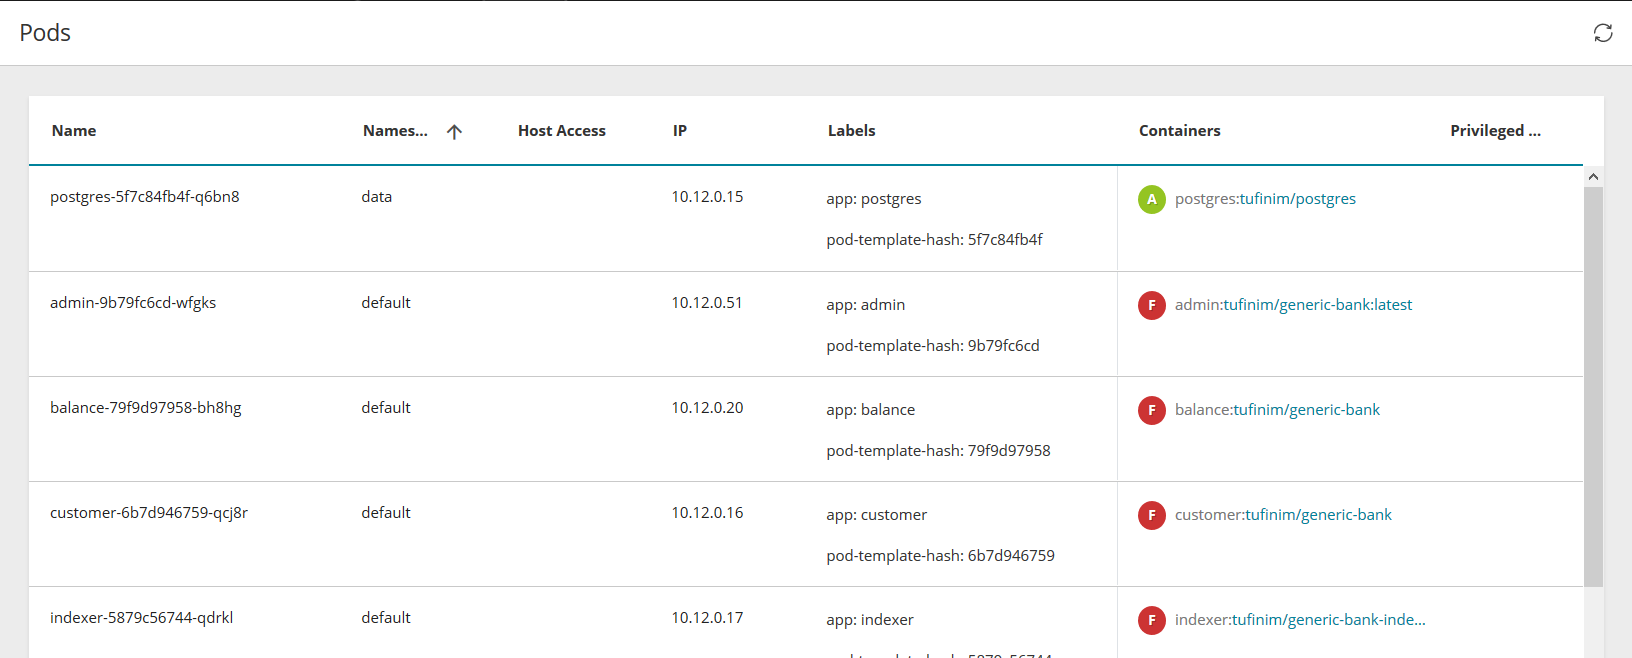 Pods
Name Names... Host Access IP Labels Containers Privileged ...
postgres-5f7c84fb4f-q6bn8 data 10.12.0.15 app: postgres A postgres:tufinim/postgres
pod-template-hash: 5f7c84fb4f
admin-9b79fc6cd-wfgks default 10.12.0.51 app: admin F admin:tufinim/generic-bank:latest
pod-template-hash: 9b79fc6cd
balance-79f9d97958-bh8hg default 10.12.0.20 app: balance F balance:tufinim/generic-bank
pod-template-hash: 79f9d97958
customer-6b7d946759-qcj8r default 10.12.0.16 app: customer F customer:tufinim/generic-bank
pod-template-hash: 6b7d946759
indexer-5879c56744-qdrkl default 10.12.0.17 app: indexer F indexer:tufinim/generic-bank-inde...